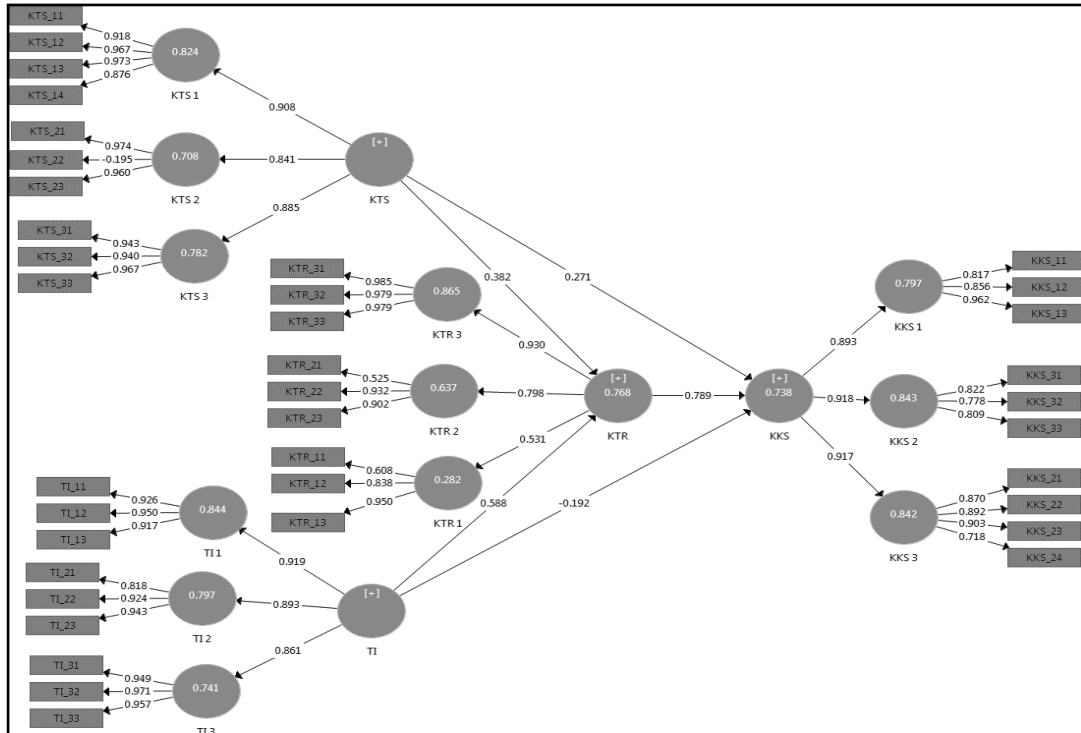 KTS_11
KTS_12
KTS_13
KTS_14
0.918
0.967
0.973
0.876
0.824
KTS 1
0.908
KTS_21
KTS_22
KTS_23
0.974
-0.195
0.960
0.708
KTS 2
0.841
[+]
KTS
KTS_31
KTS_32
KTS_33
0.943
0.940
0.967
0.782
KTS 3
0.885
0.382
0.271
KTR_31
KTR_32
KTR_33
0.985
0.979
0.979
0.865
KTR 3
0.930
KTR_21
KTR_22
KTR_23
0.525
0.932
0.902
0.637
KTR 2
0.798
[+]
0.768
KTR
0.789
KTR_11
KTR_12
KTR_13
0.608
0.838
0.950
0.282
KTR 1
0.531
0.588
-0.192
[+]
0.738
KKS
0.893
0.797
KKS 1
0.817
0.856
0.962
KKS_11
KKS_12
KKS_13
0.918
0.843
KKS 2
0.822
0.778
0.809
KKS_31
KKS_32
KKS_33
0.917
0.842
KKS 3
0.870
0.892
0.903
0.718
KKS_21
KKS_22
KKS_23
KKS_24
TI_11
TI_12
TI_13
0.926
0.950
0.917
0.844
TI 1
0.919
TI_21
TI_22
TI_23
0.818
0.924
0.943
0.797
TI 2
0.893
[+]
TI
TI_31
TI_32
TI_33
0.949
0.971
0.957
0.741
TI 3
0.861